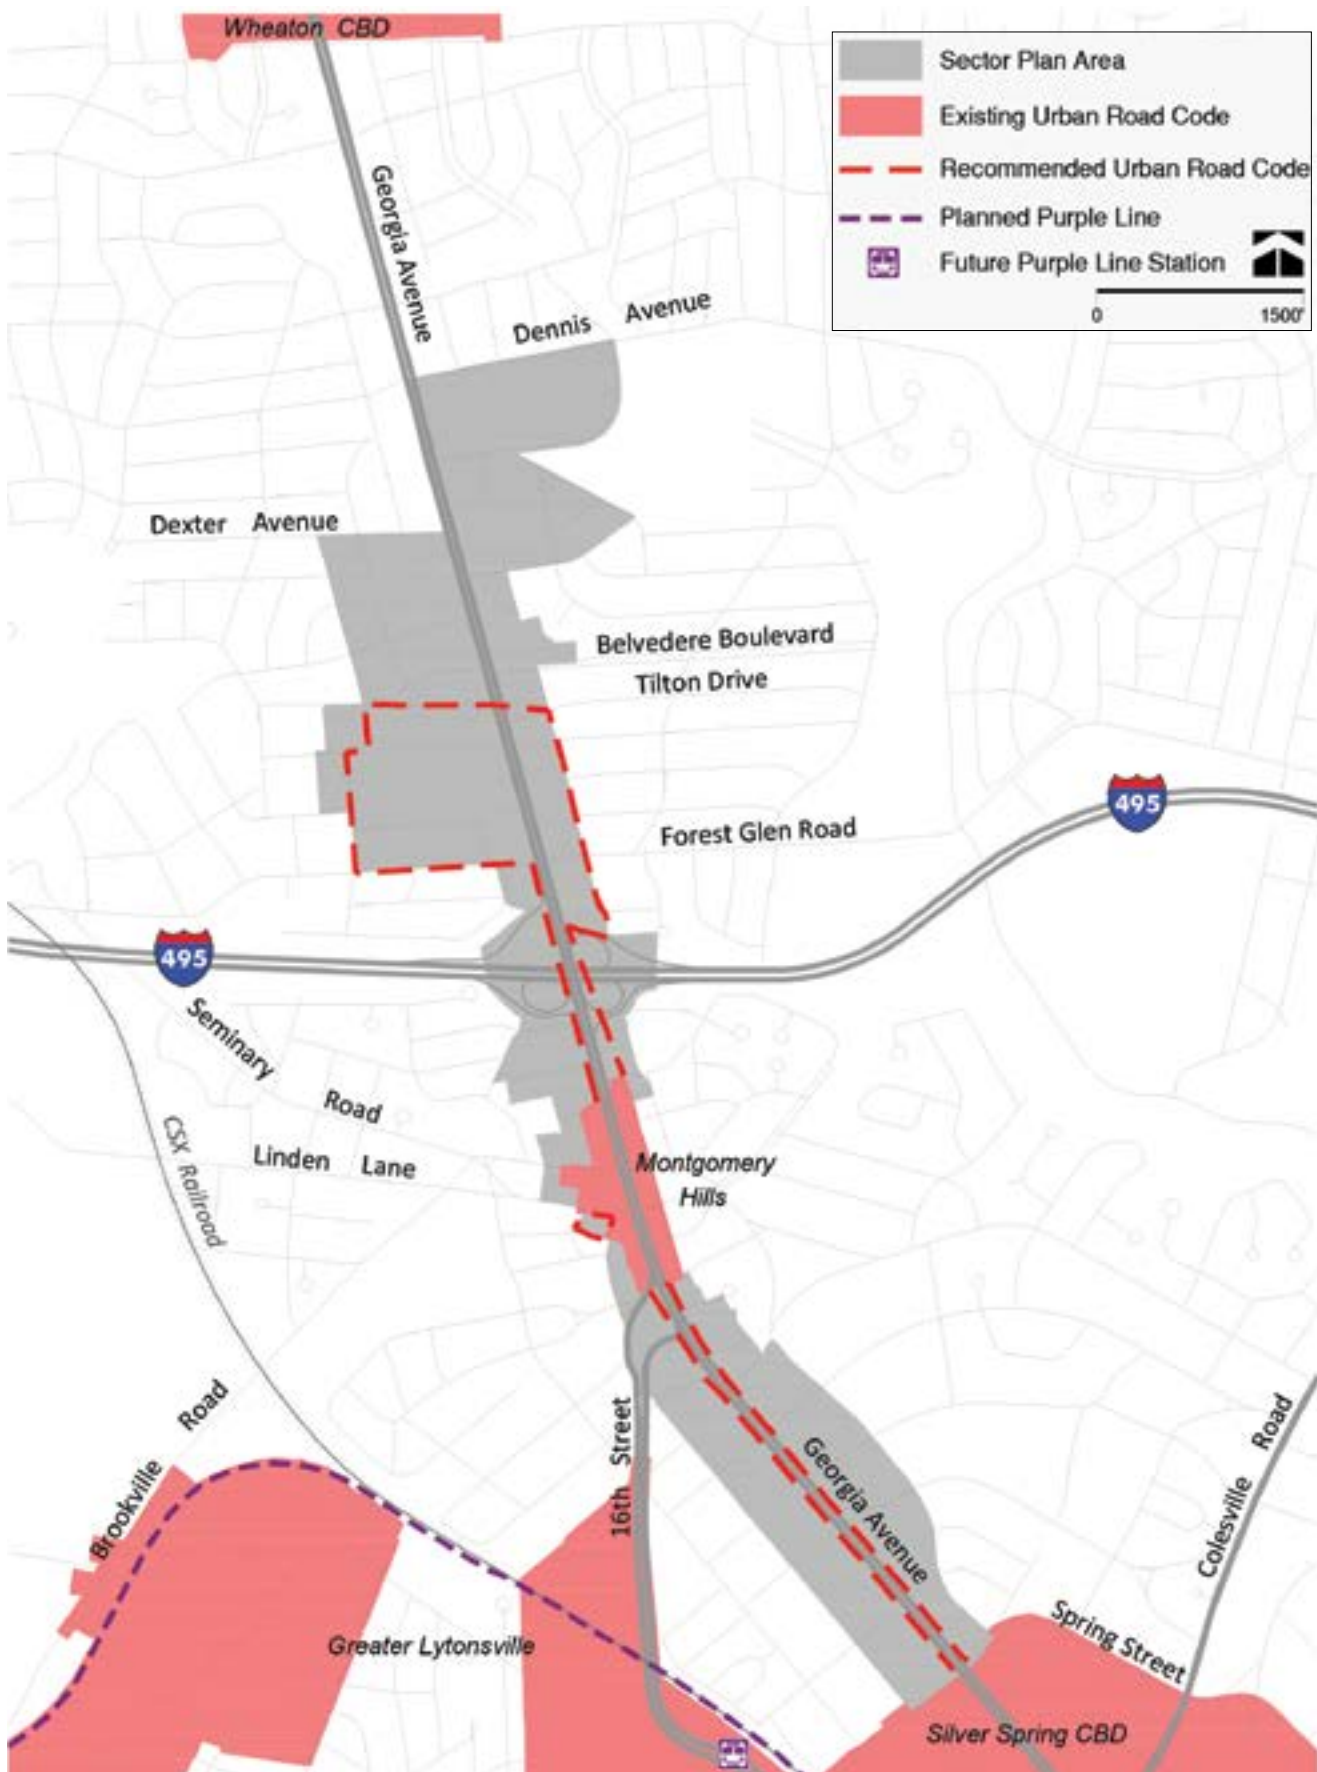 Wheaton CBD
Sector Plan Area
Existing Urban Road Code
Recommended Urban Road Code
Planned Purple Line
Future Purple Line Station
0 1500'
Georgia Avenue
Dennis Avenue
Dexter Avenue
Belvedere Boulevard
Tilton Drive
495
Forest Glen Road
495
Seminary Road
Linden Lane
CSX Railroad
Montgomery
Hills
16th Street
Brookville Road
Georgia Avenue
Colesville Road
Spring Street
Greater Lytonsville
Silver Spring CBD